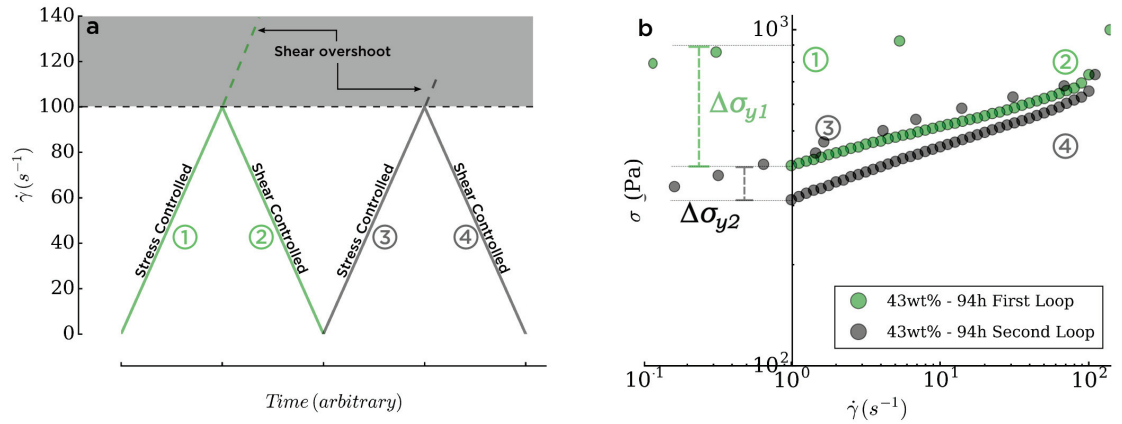 a
140
120
100
80
60
40
20
0
γ̇ (s⁻¹)
Shear overshoot
Stress Controlled
Shear Controlled
Stress Controlled
Shear Controlled
1
2
3
4
Time (arbitrary)
b
10³
10²
σ (Pa)
1
2
3
4
Δσy1
Δσy2
43wt% - 94h First Loop
43wt% - 94h Second Loop
10⁻¹
10⁰
10¹
10²
γ̇ (s⁻¹)